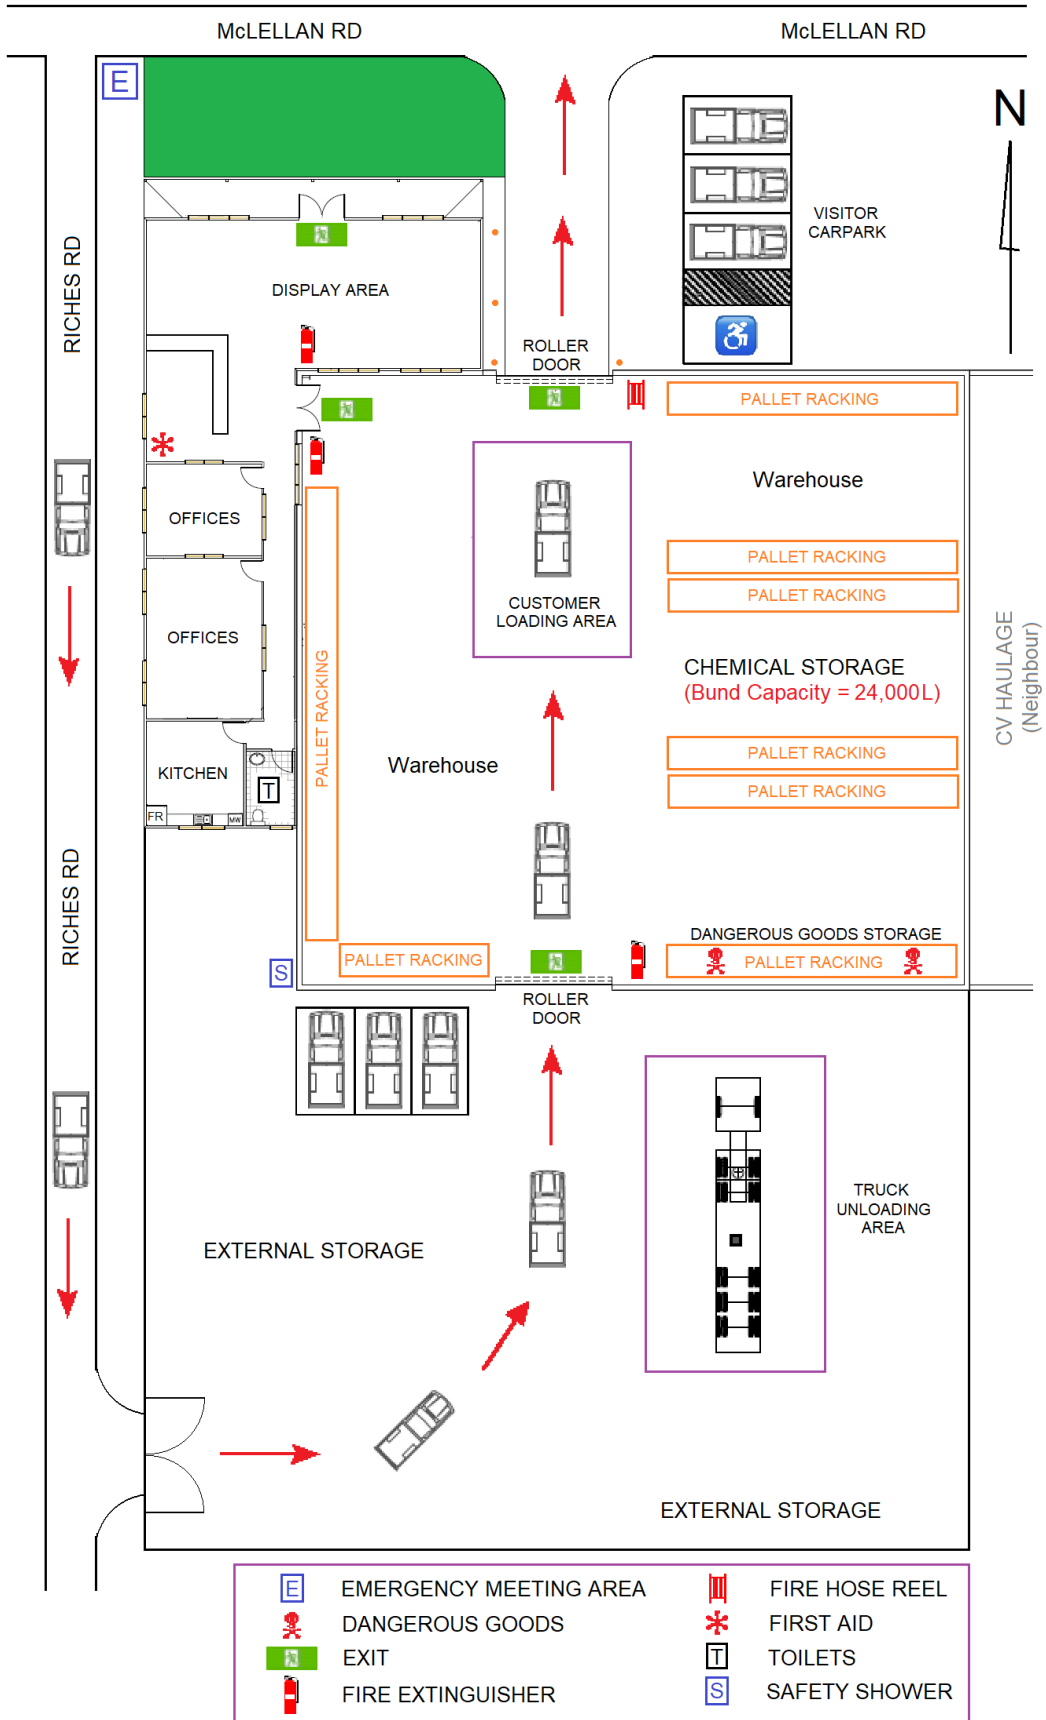 McLELLAN RD
McLELLAN RD
E
N
VISITOR
CARPARK
RICHES RD
DISPLAY AREA
ROLLER
DOOR
PALLET RACKING
Warehouse
OFFICES
PALLET RACKING
PALLET RACKING
CUSTOMER
LOADING AREA
OFFICES
CHEMICAL STORAGE
(Bund Capacity = 24,000L)
CV HAULAGE
(Neighbour)
PALLET RACKING
Warehouse
PALLET RACKING
KITCHEN
T
PALLET RACKING
FR
MW
RICHES RD
DANGEROUS GOODS STORAGE
PALLET RACKING
PALLET RACKING
S
ROLLER
DOOR
TRUCK
UNLOADING
AREA
EXTERNAL STORAGE
EXTERNAL STORAGE
E EMERGENCY MEETING AREA
FIRE HOSE REEL
DANGEROUS GOODS
FIRST AID
EXIT
T TOILETS
FIRE EXTINGUISHER
S SAFETY SHOWER